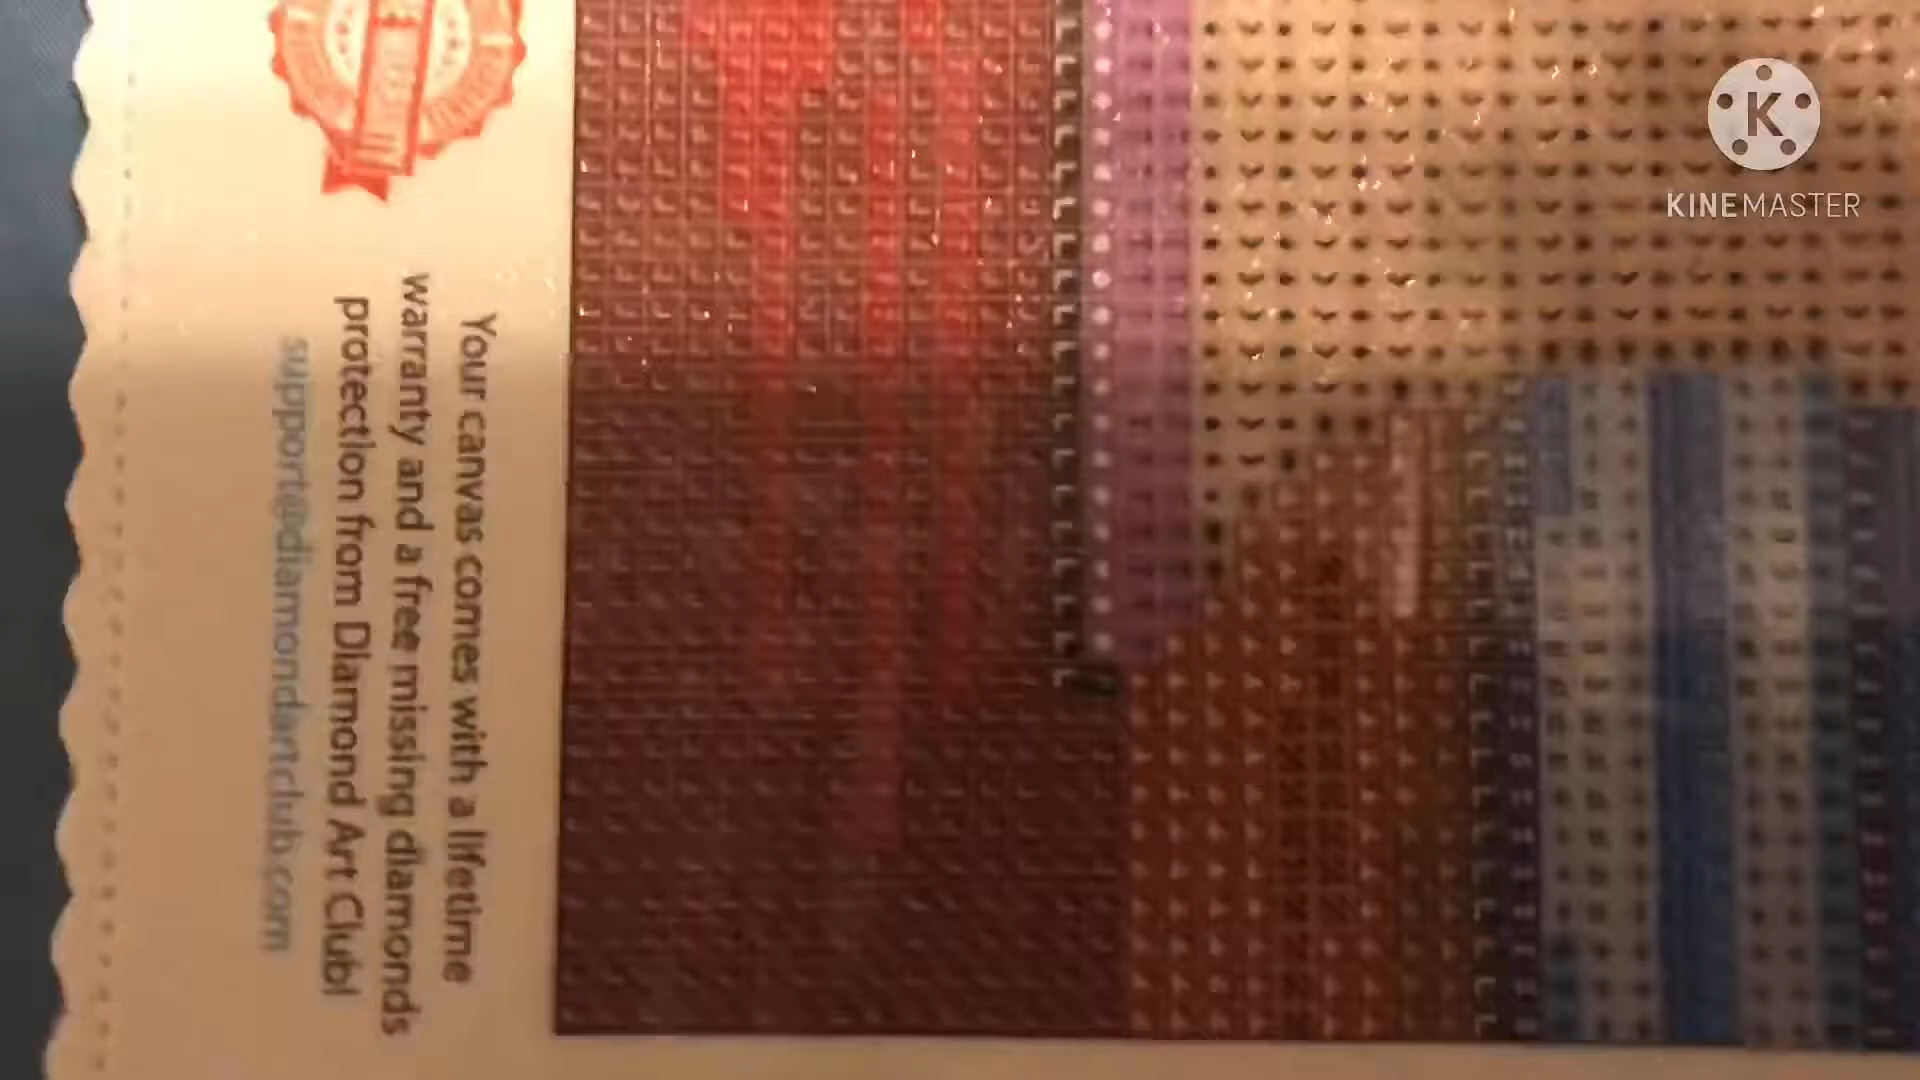 Your canvas comes with a lifetime
warranty and a free missing diamonds
protection from Diamond Art Club!
support@diamondartclub.com
K
KINEMASTER